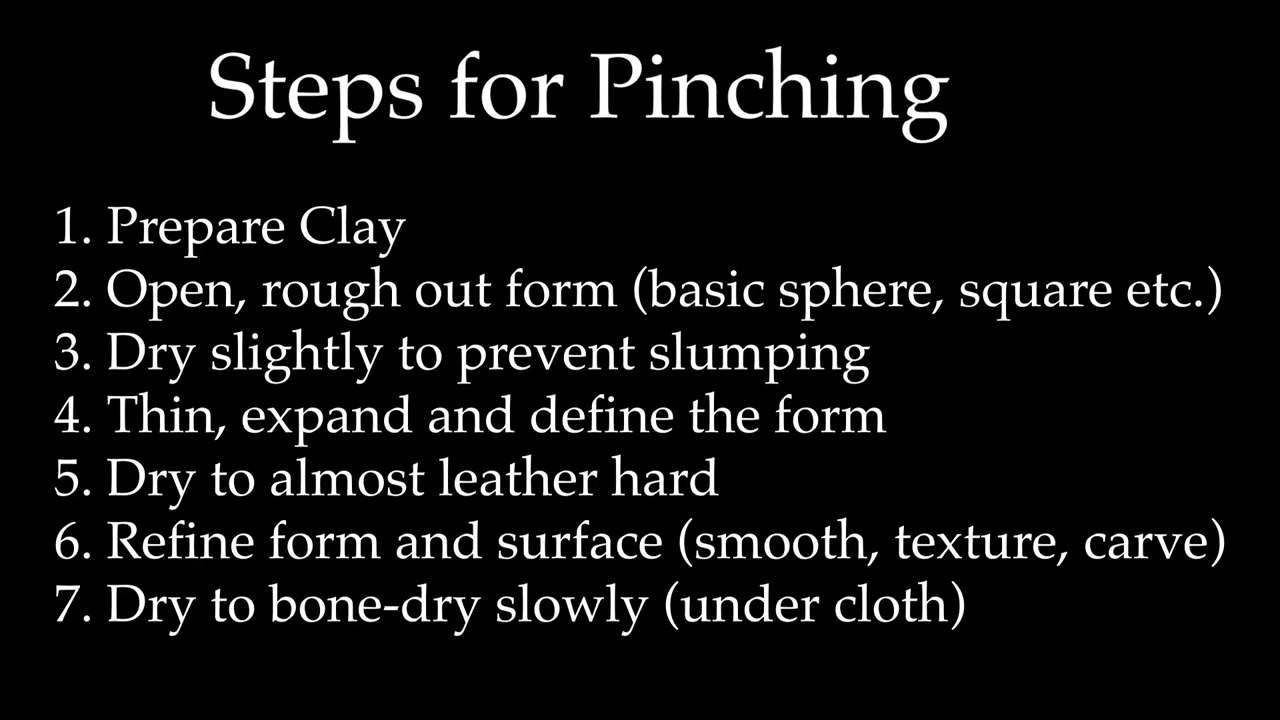 Steps for Pinching
1. Prepare Clay
2. Open, rough out form (basic sphere, square etc.)
3. Dry slightly to prevent slumping
4. Thin, expand and define the form
5. Dry to almost leather hard
6. Refine form and surface (smooth, texture, carve)
7. Dry to bone-dry slowly (under cloth)